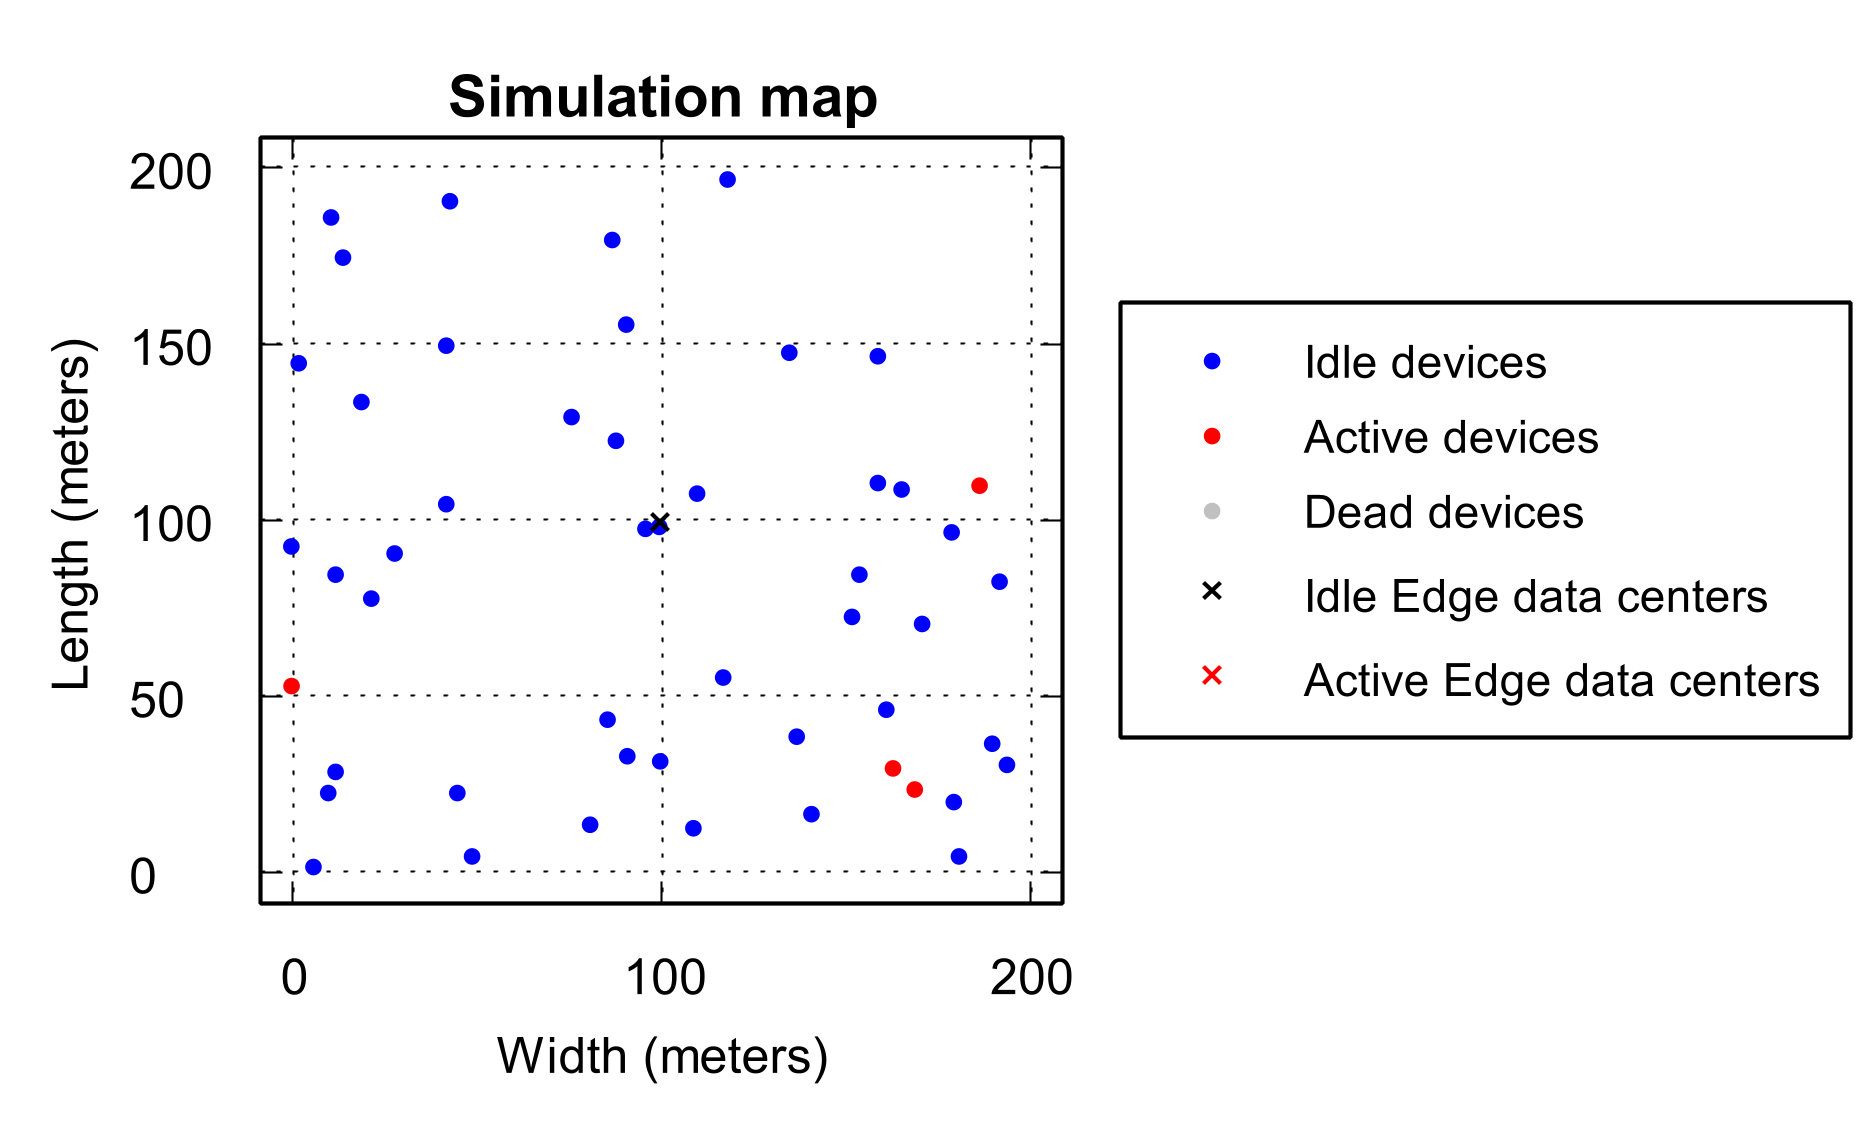 Simulation map
200
150
100
50
0
Length (meters)
0 100 200
Width (meters)
Idle devices
Active devices
Dead devices
Idle Edge data centers
Active Edge data centers